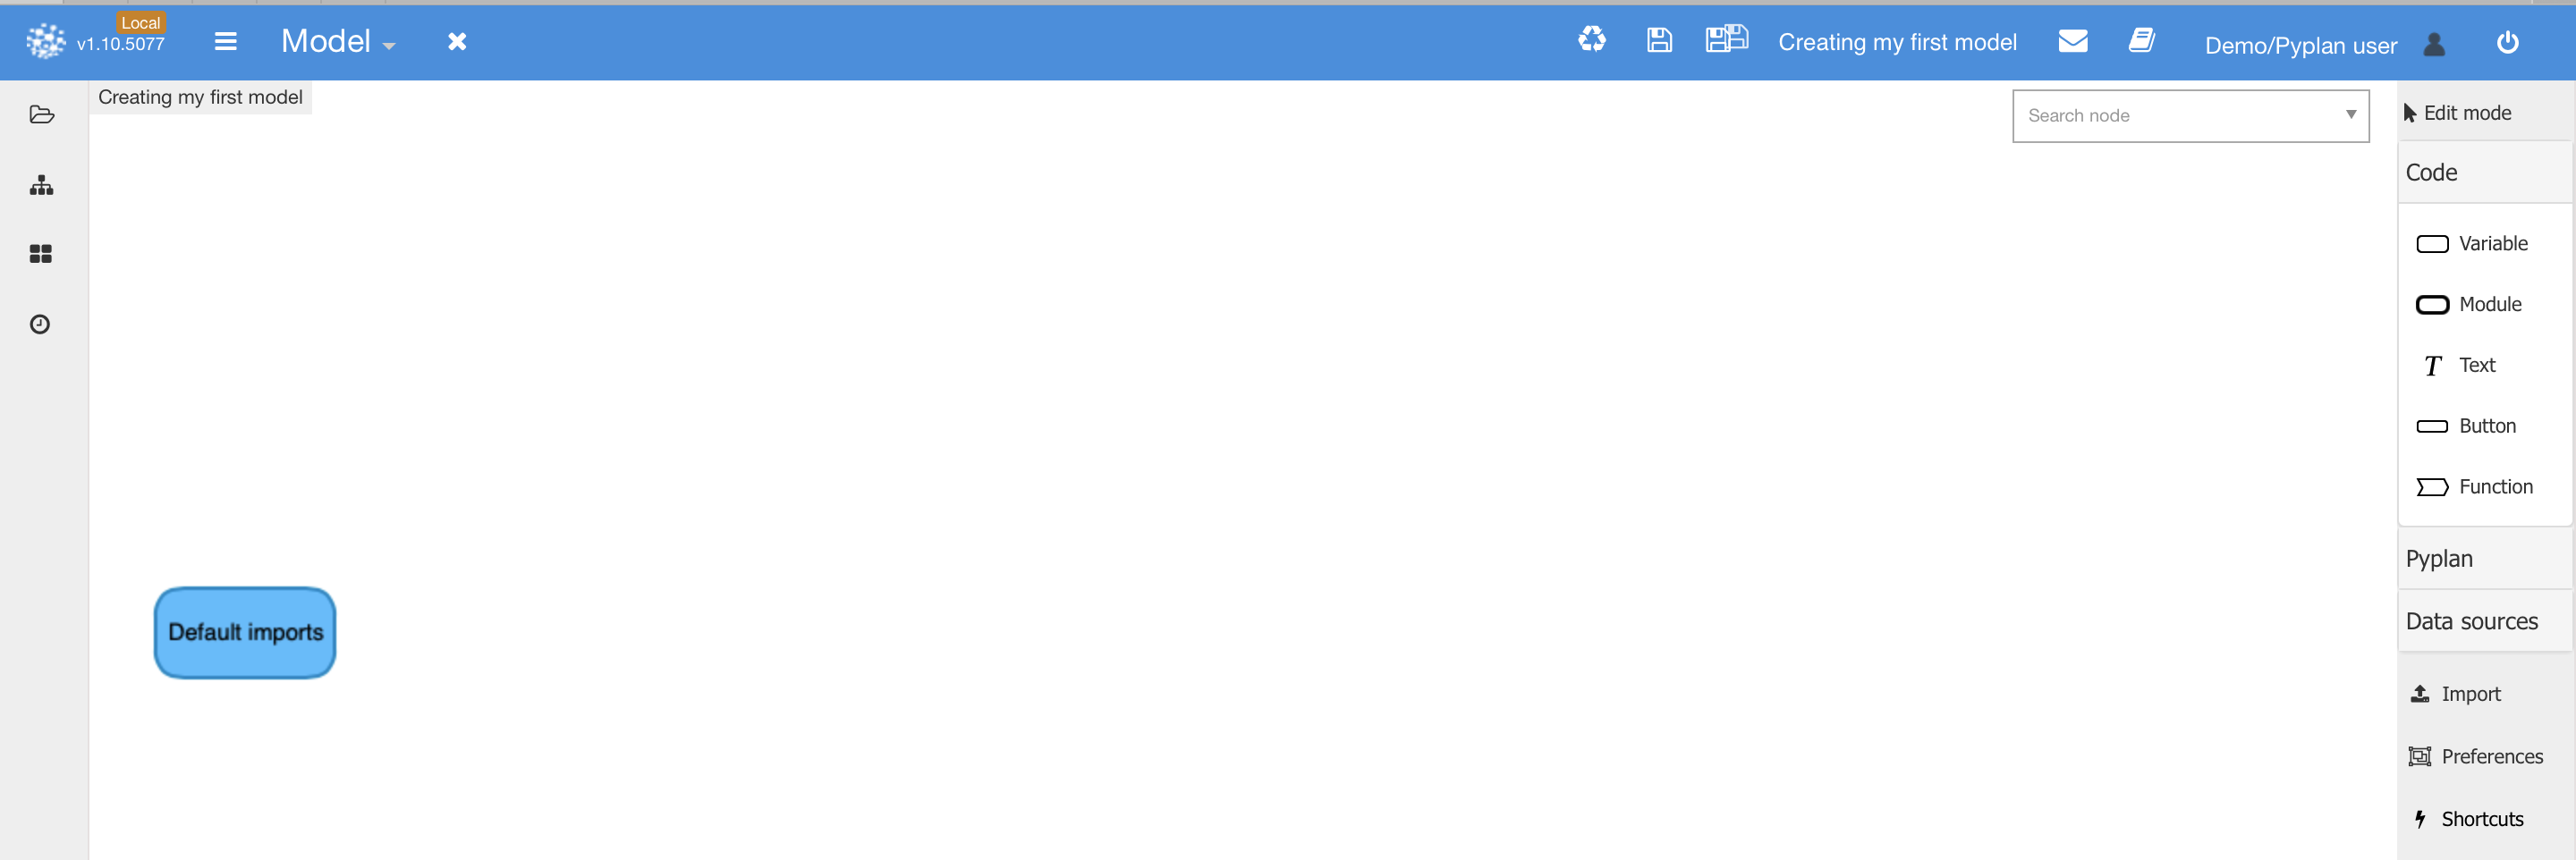 Local
v1.10.5077
Model
Creating my first model
Demo/Pyplan user
Creating my first model
Search node
Edit mode
Code
Variable
Module
T Text
Button
Function
Default imports
Pyplan
Data sources
Import
Preferences
Shortcuts